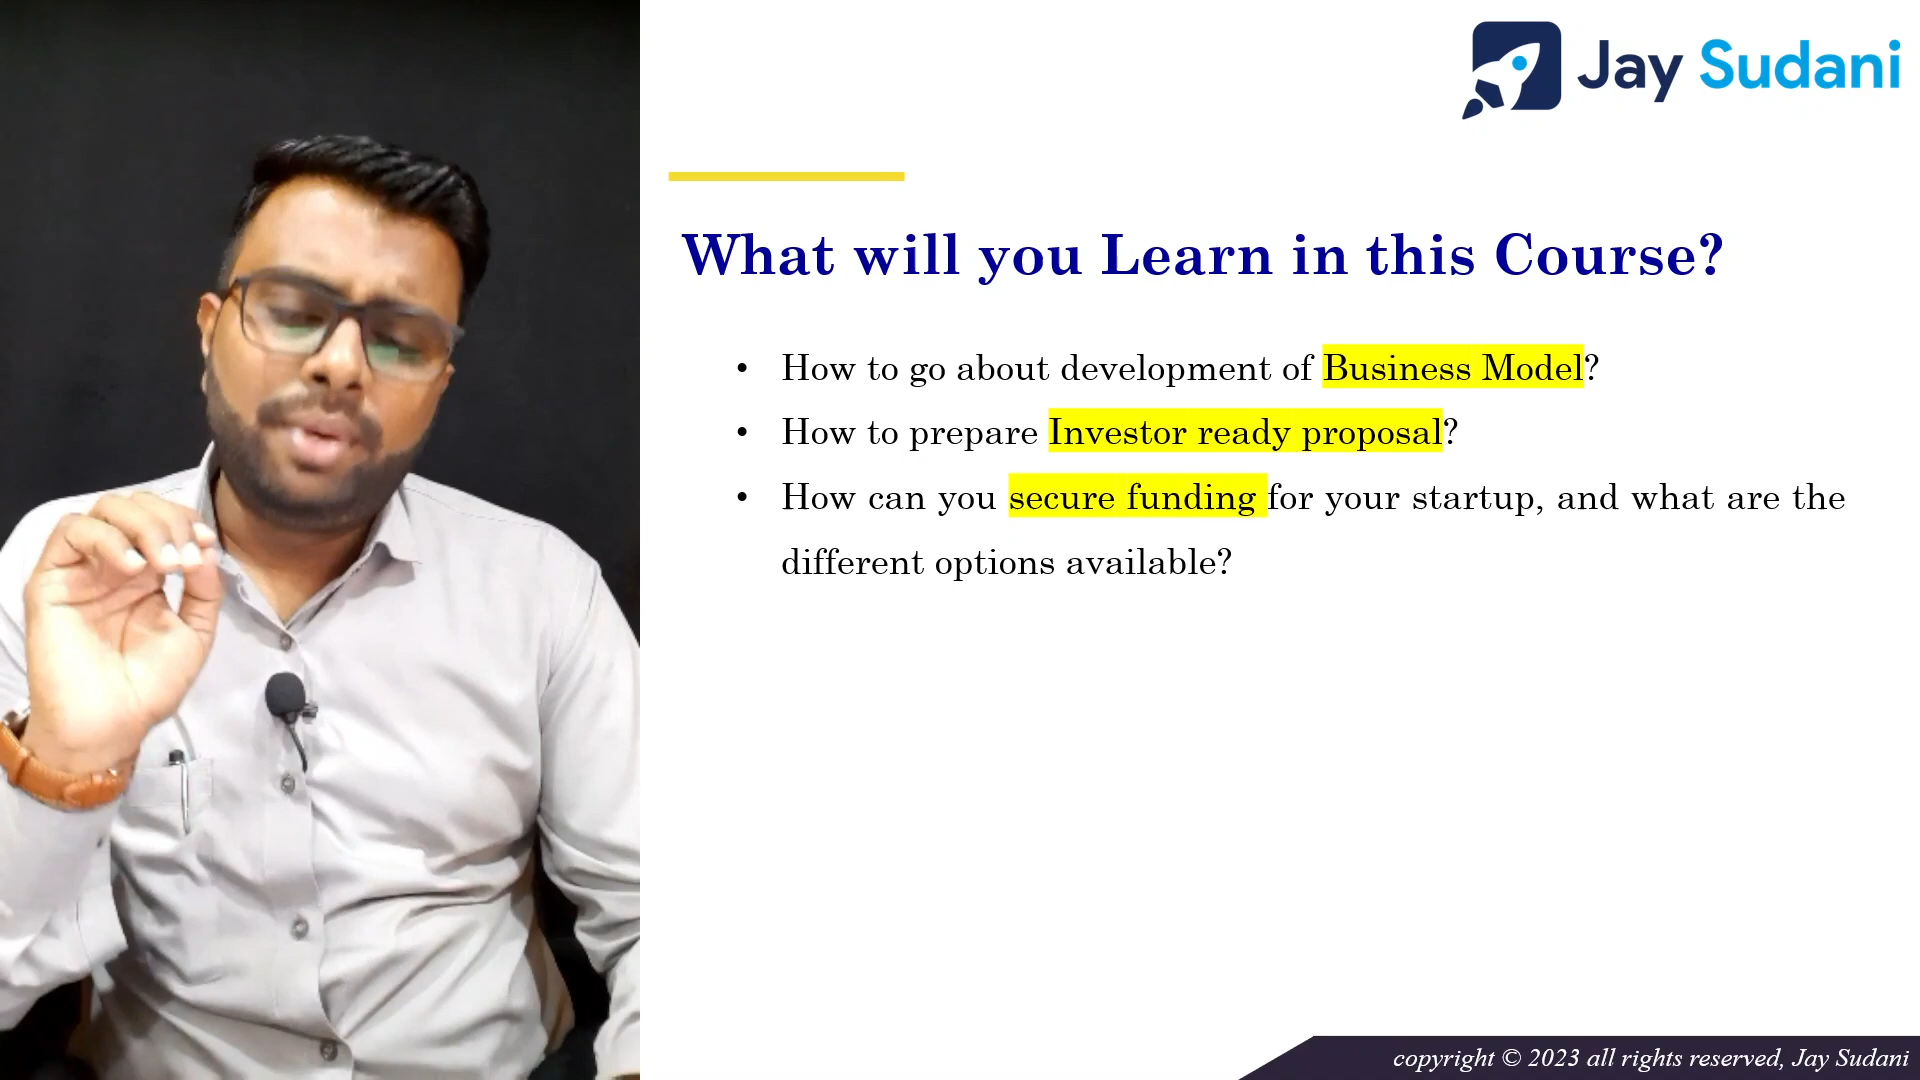 Jay Sudani
What will you Learn in this Course?
• How to go about development of Business Model?
• How to prepare Investor ready proposal?
• How can you secure funding for your startup, and what are the
different options available?
copyright © 2023 all rights reserved, Jay Sudani